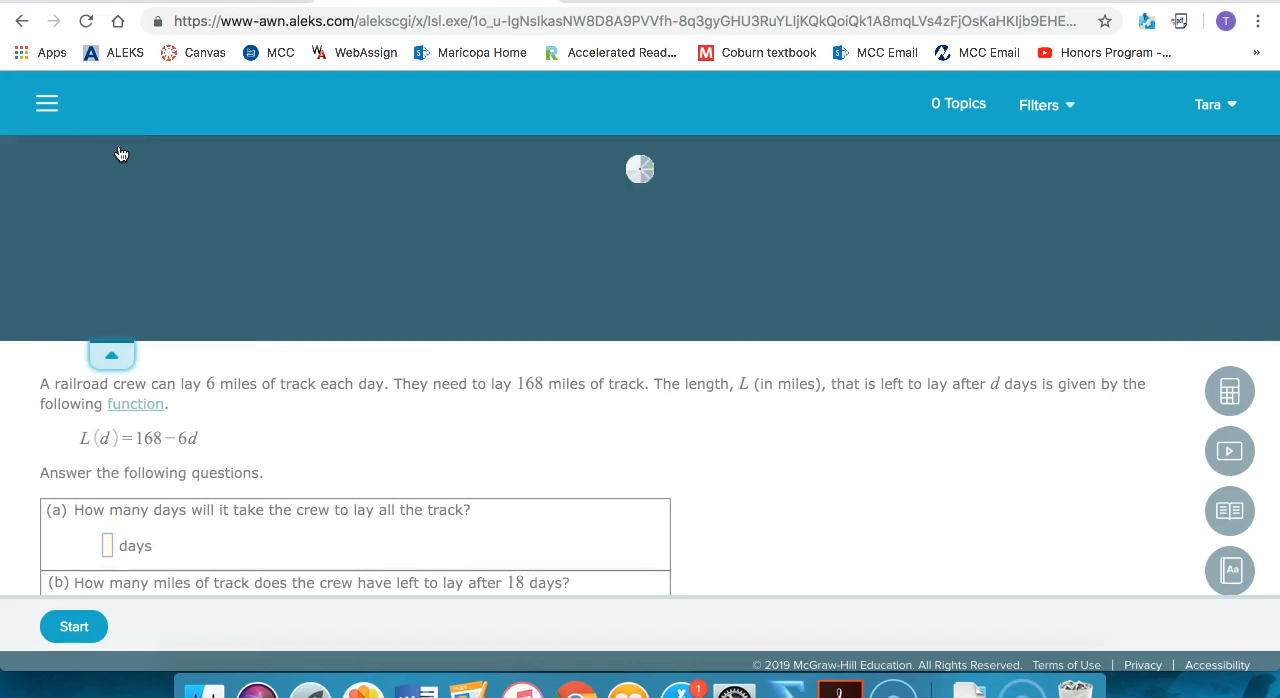 https://www-awn.aleks.com/alekscgi/x/lsl.exe/1o_u-IgNslkasNW8D8A9PVVfh-8q3gyGHU3RuYLIjKQkQoiQk1A8mqLVs4zFjOsKaHKIjb9EHE...
T
Apps ALEKS Canvas MCC WebAssign Maricopa Home Accelerated Read... Coburn textbook MCC Email MCC Email Honors Program -... »
0 Topics Filters Tara
A railroad crew can lay 6 miles of track each day. They need to lay 168 miles of track. The length, L (in miles), that is left to lay after d days is given by the
following function.
L(d)=168−6d
Answer the following questions.
(a) How many days will it take the crew to lay all the track?
days
(b) How many miles of track does the crew have left to lay after 18 days?
Aa
Start
© 2019 McGraw-Hill Education. All Rights Reserved. Terms of Use | Privacy | Accessibility
1